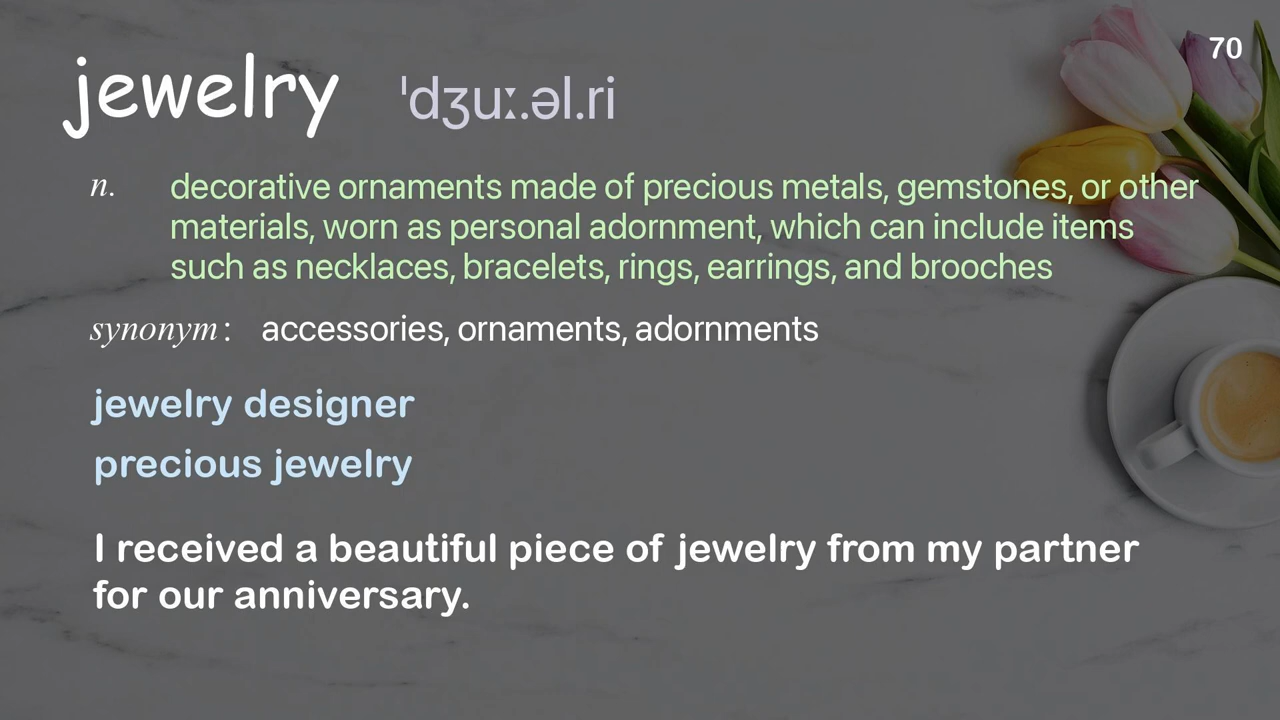 70
jewelry ˈdʒuː.əl.ri
n. decorative ornaments made of precious metals, gemstones, or other
materials, worn as personal adornment, which can include items
such as necklaces, bracelets, rings, earrings, and brooches
synonym: accessories, ornaments, adornments
jewelry designer
precious jewelry
I received a beautiful piece of jewelry from my partner
for our anniversary.